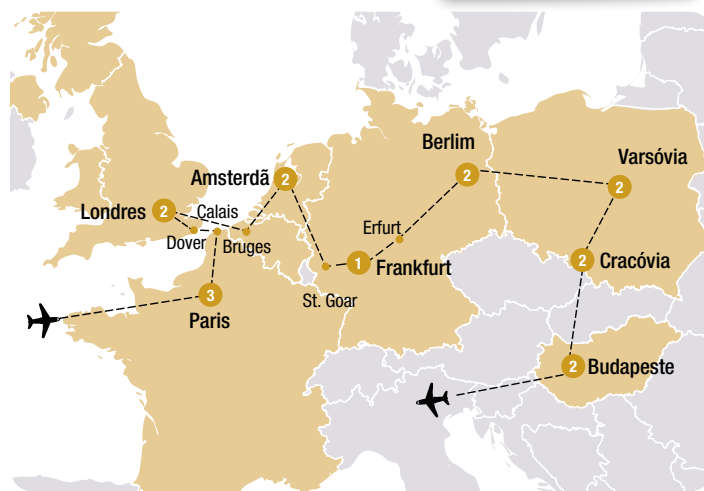 Berlim
2
Varsóvia
2
Amsterdã
2
Londres
2
Calais
Dover
Bruges
Erfurt
1
Frankfurt
St. Goar
2
Cracóvia
3
Paris
2
Budapeste